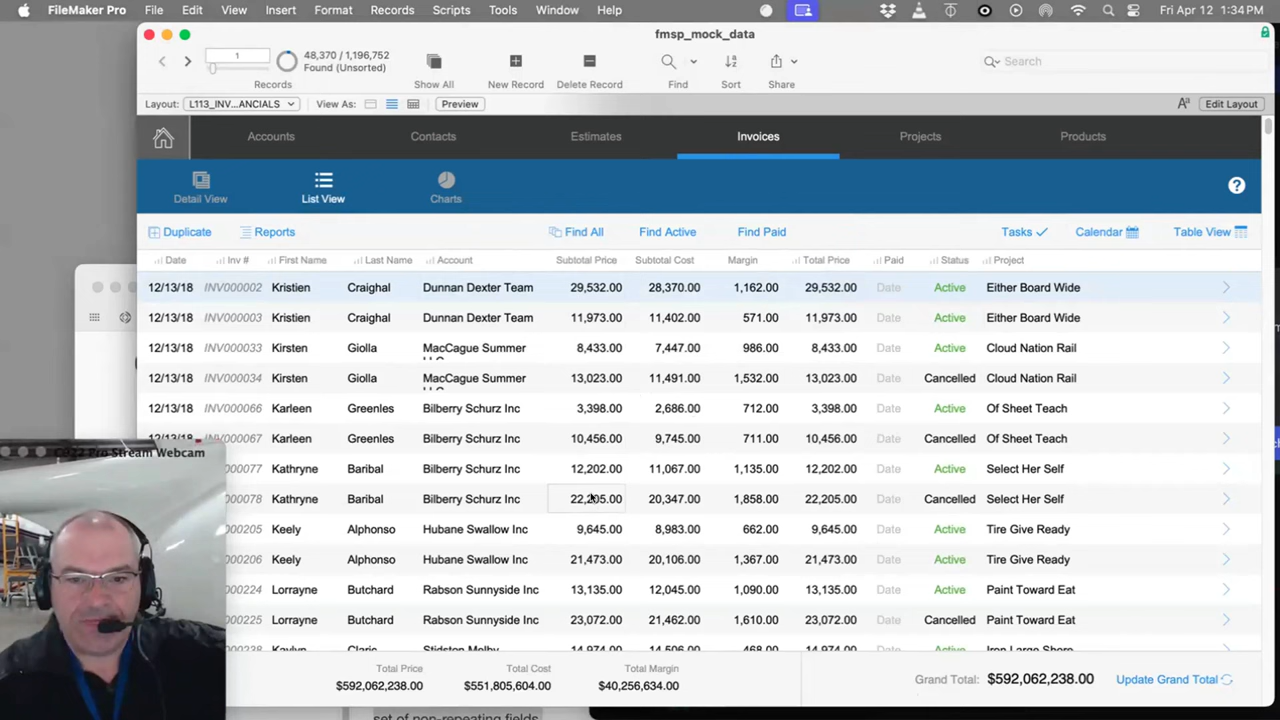 FileMaker Pro File Edit View Insert Format Records Scripts Tools Window Help Fri Apr 12 1:34 PM
fmsp_mock_data
1 48,370 / 1,196,752
Found (Unsorted)
Search
Records Show All New Record Delete Record Find Sort Share
Layout: L113_INV...ANCIALS View As: Preview Edit Layout
Accounts Contacts Estimates Invoices Projects Products
Detail View List View Charts
Duplicate Reports Find All Find Active Find Paid Tasks Calendar Table View
Date Inv # First Name Last Name Account Subtotal Price Subtotal Cost Margin Total Price Paid Status Project
12/13/18 INV000002 Kristien Craighal Dunnan Dexter Team 29,532.00 28,370.00 1,162.00 29,532.00 Date Active Either Board Wide
12/13/18 INV000003 Kristien Craighal Dunnan Dexter Team 11,973.00 11,402.00 571.00 11,973.00 Date Active Either Board Wide
12/13/18 INV000033 Kirsten Giolla MacCague Summer 8,433.00 7,447.00 986.00 8,433.00 Date Active Cloud Nation Rail
12/13/18 INV000034 Kirsten Giolla MacCague Summer 13,023.00 11,491.00 1,532.00 13,023.00 Date Cancelled Cloud Nation Rail
12/13/18 INV000066 Karleen Greenles Bilberry Schurz Inc 3,398.00 2,686.00 712.00 3,398.00 Date Active Of Sheet Teach
12/13/18 INV000067 Karleen Greenles Bilberry Schurz Inc 10,456.00 9,745.00 711.00 10,456.00 Date Cancelled Of Sheet Teach
C922 Pro Stream Webcam
INV000077 Kathryne Baribal Bilberry Schurz Inc 12,202.00 11,067.00 1,135.00 12,202.00 Date Active Select Her Self
INV000078 Kathryne Baribal Bilberry Schurz Inc 22,205.00 20,347.00 1,858.00 22,205.00 Date Cancelled Select Her Self
000205 Keely Alphonso Hubane Swallow Inc 9,645.00 8,983.00 662.00 9,645.00 Date Active Tire Give Ready
000206 Keely Alphonso Hubane Swallow Inc 21,473.00 20,106.00 1,367.00 21,473.00 Date Active Tire Give Ready
000224 Lorrayne Butchard Rabson Sunnyside Inc 13,135.00 12,045.00 1,090.00 13,135.00 Date Active Paint Toward Eat
000225 Lorrayne Butchard Rabson Sunnyside Inc 23,072.00 21,462.00 1,610.00 23,072.00 Date Cancelled Paint Toward Eat
Total Price Total Cost Total Margin
$592,062,238.00 $551,805,604.00 $40,256,634.00 Grand Total: $592,062,238.00 Update Grand Total
set of non-repeating fields